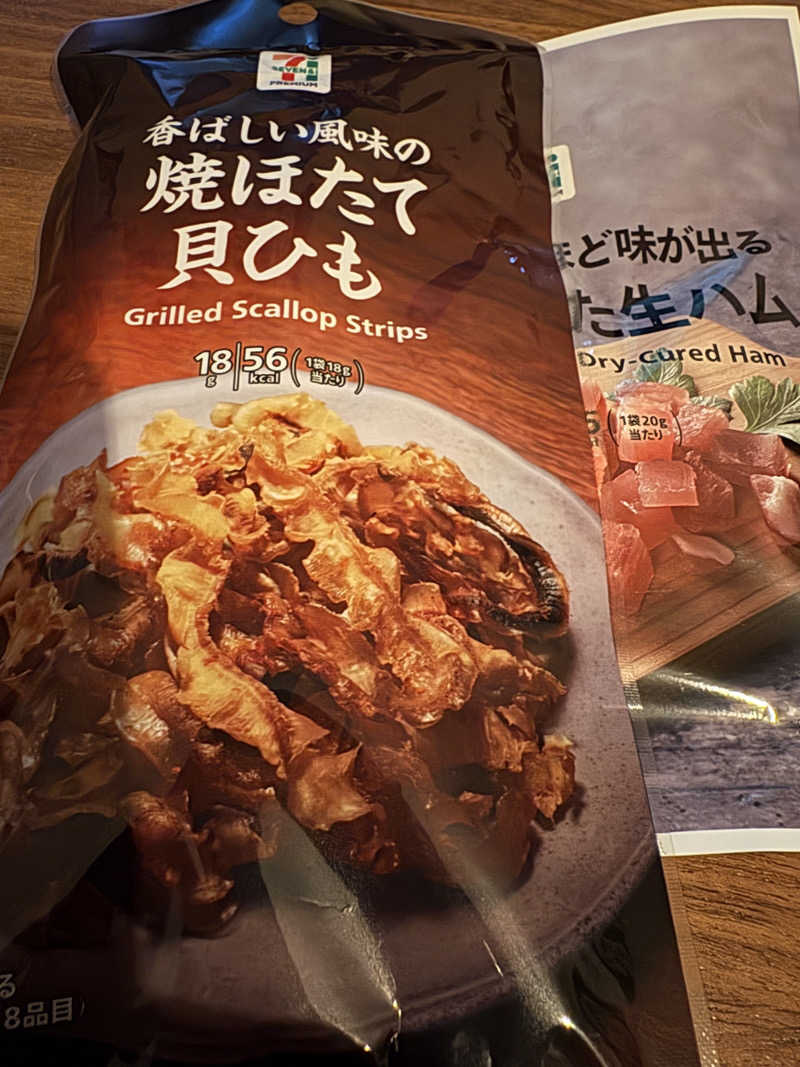 7
SEVEN&i
PREMIUM
香ばしい風味の
焼ほたて
貝ひも
Grilled Scallop Strips
18g 56kcal (1袋18g当たり)
る
8品目
ほど味が出る
た生ハム
Dry-cured Ham
1袋20g
当たり